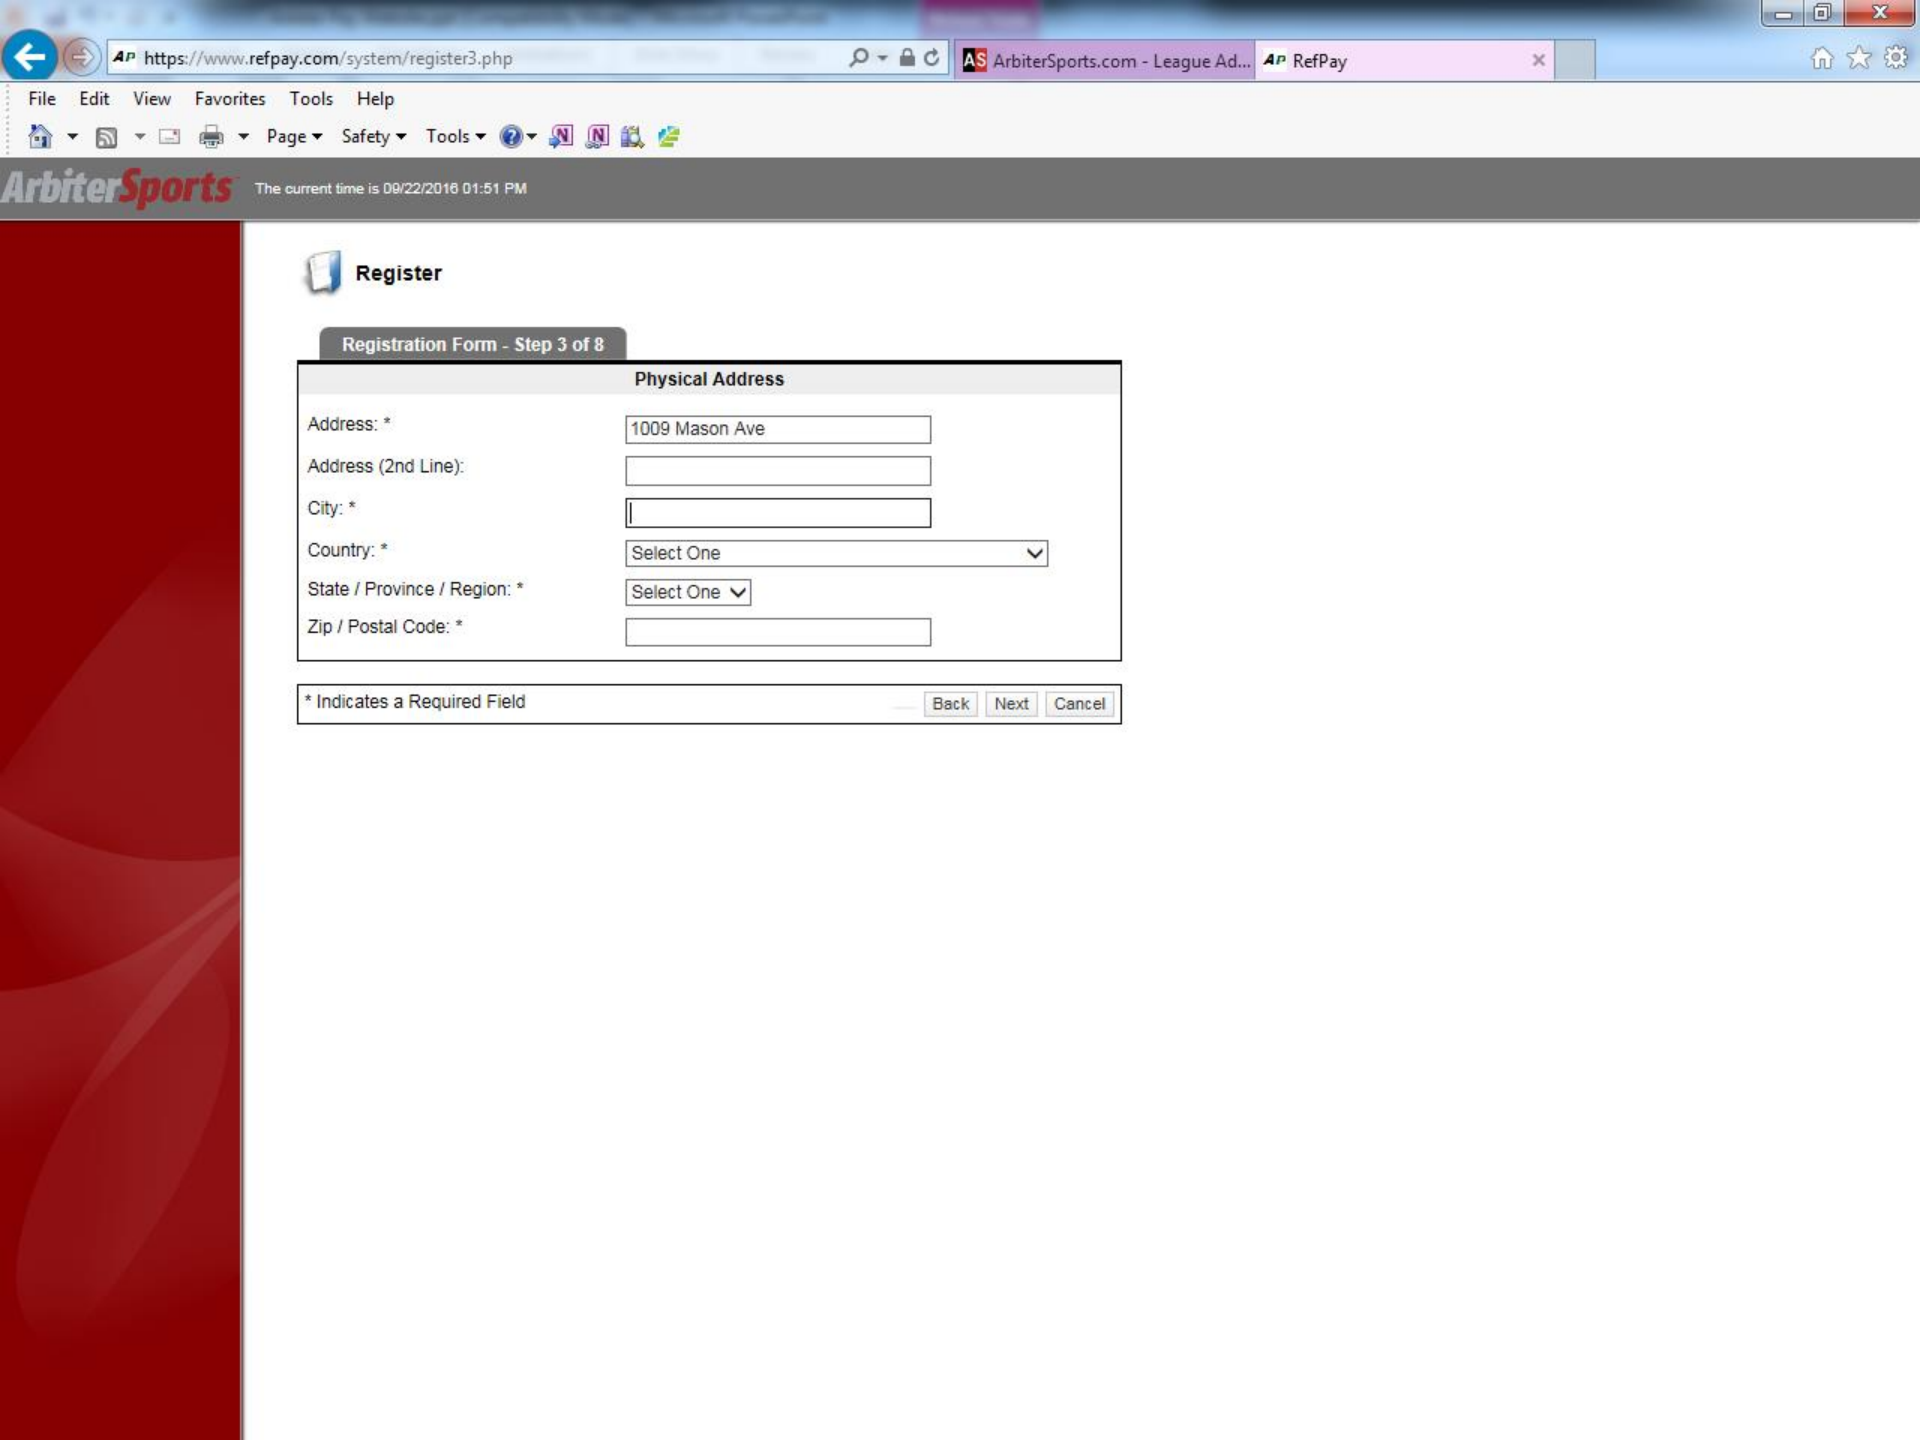 https://www.refpay.com/system/register3.php
AS ArbiterSports.com - League Ad...
AP RefPay
File Edit View Favorites Tools Help
Page Safety Tools
ArbiterSports The current time is 09/22/2016 01:51 PM
Register
Registration Form - Step 3 of 8
Physical Address
Address: * 1009 Mason Ave
Address (2nd Line):
City: *
Country: * Select One
State / Province / Region: * Select One
Zip / Postal Code: *
* Indicates a Required Field Back Next Cancel